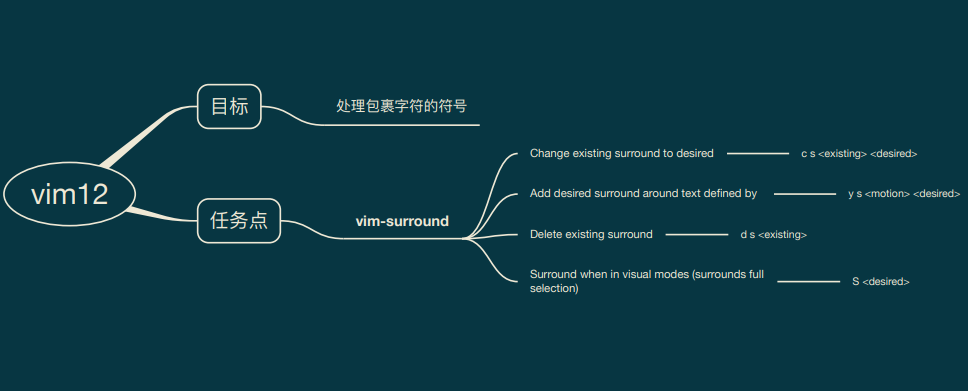 vim12
目标
处理包裹字符的符号
任务点
vim-surround
Change existing surround to desired
c s <existing> <desired>
Add desired surround around text defined by
y s <motion> <desired>
Delete existing surround
d s <existing>
Surround when in visual modes (surrounds full
selection)
S <desired>